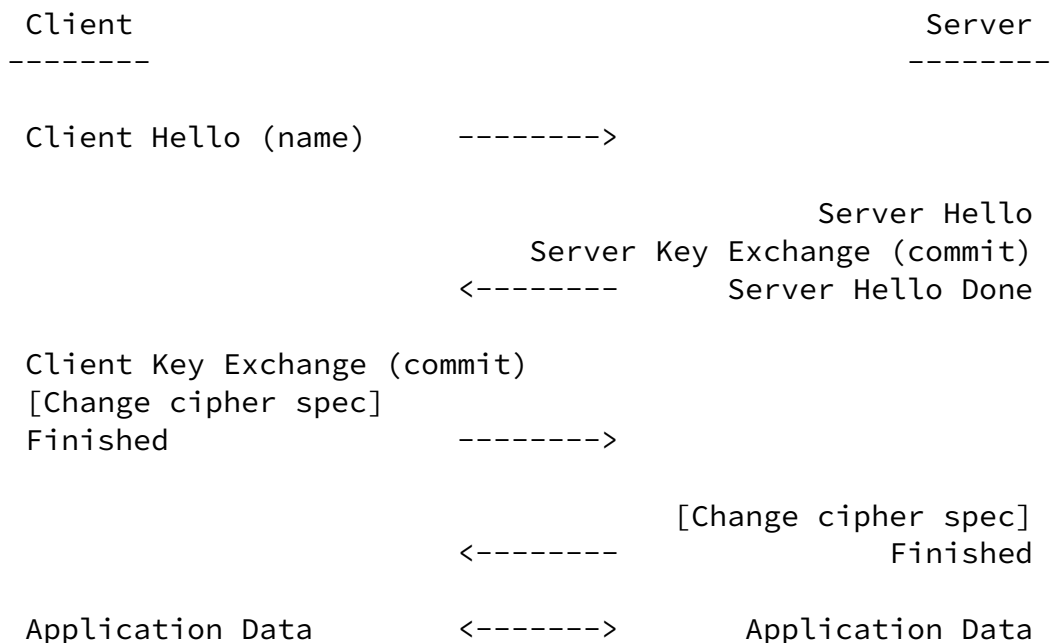 Client Server
-------- --------
Client Hello (name) -------->
Server Hello
Server Key Exchange (commit)
<-------- Server Hello Done
Client Key Exchange (commit)
[Change cipher spec]
Finished -------->
[Change cipher spec]
<-------- Finished
Application Data <-------> Application Data